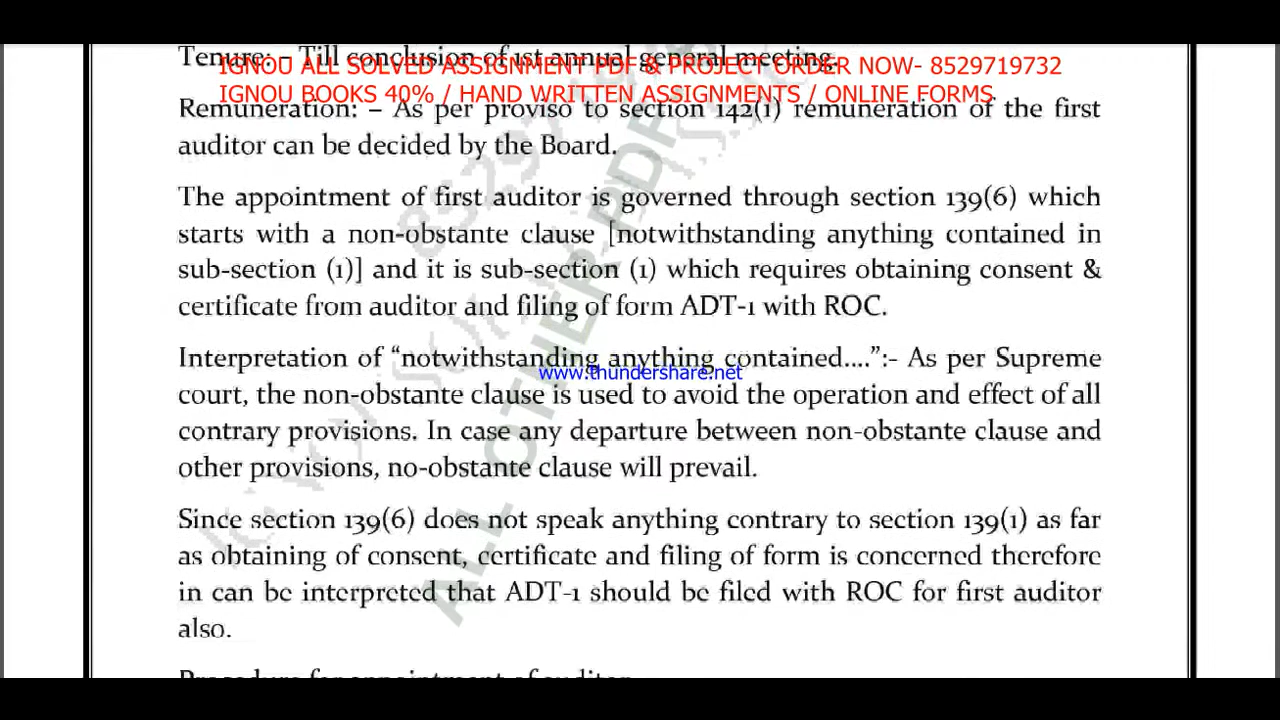 Tenure: – Till conclusion of 1st annual general meeting.
IGNOU ALL SOLVED ASSIGNMENT PDF & PROJECT ORDER NOW- 8529719732
IGNOU BOOKS 40% / HAND WRITTEN ASSIGNMENTS / ONLINE FORMS
Remuneration: – As per proviso to section 142(1) remuneration of the first
auditor can be decided by the Board.
The appointment of first auditor is governed through section 139(6) which
starts with a non-obstante clause [notwithstanding anything contained in
sub-section (1)] and it is sub-section (1) which requires obtaining consent &
certificate from auditor and filing of form ADT-1 with ROC.
Interpretation of “notwithstanding anything contained....”:- As per Supreme
www.thundershare.net
court, the non-obstante clause is used to avoid the operation and effect of all
contrary provisions. In case any departure between non-obstante clause and
other provisions, no-obstante clause will prevail.
Since section 139(6) does not speak anything contrary to section 139(1) as far
as obtaining of consent, certificate and filing of form is concerned therefore
in can be interpreted that ADT-1 should be filed with ROC for first auditor
also.
Procedure for appointment of auditor
ALL OTHER PDF